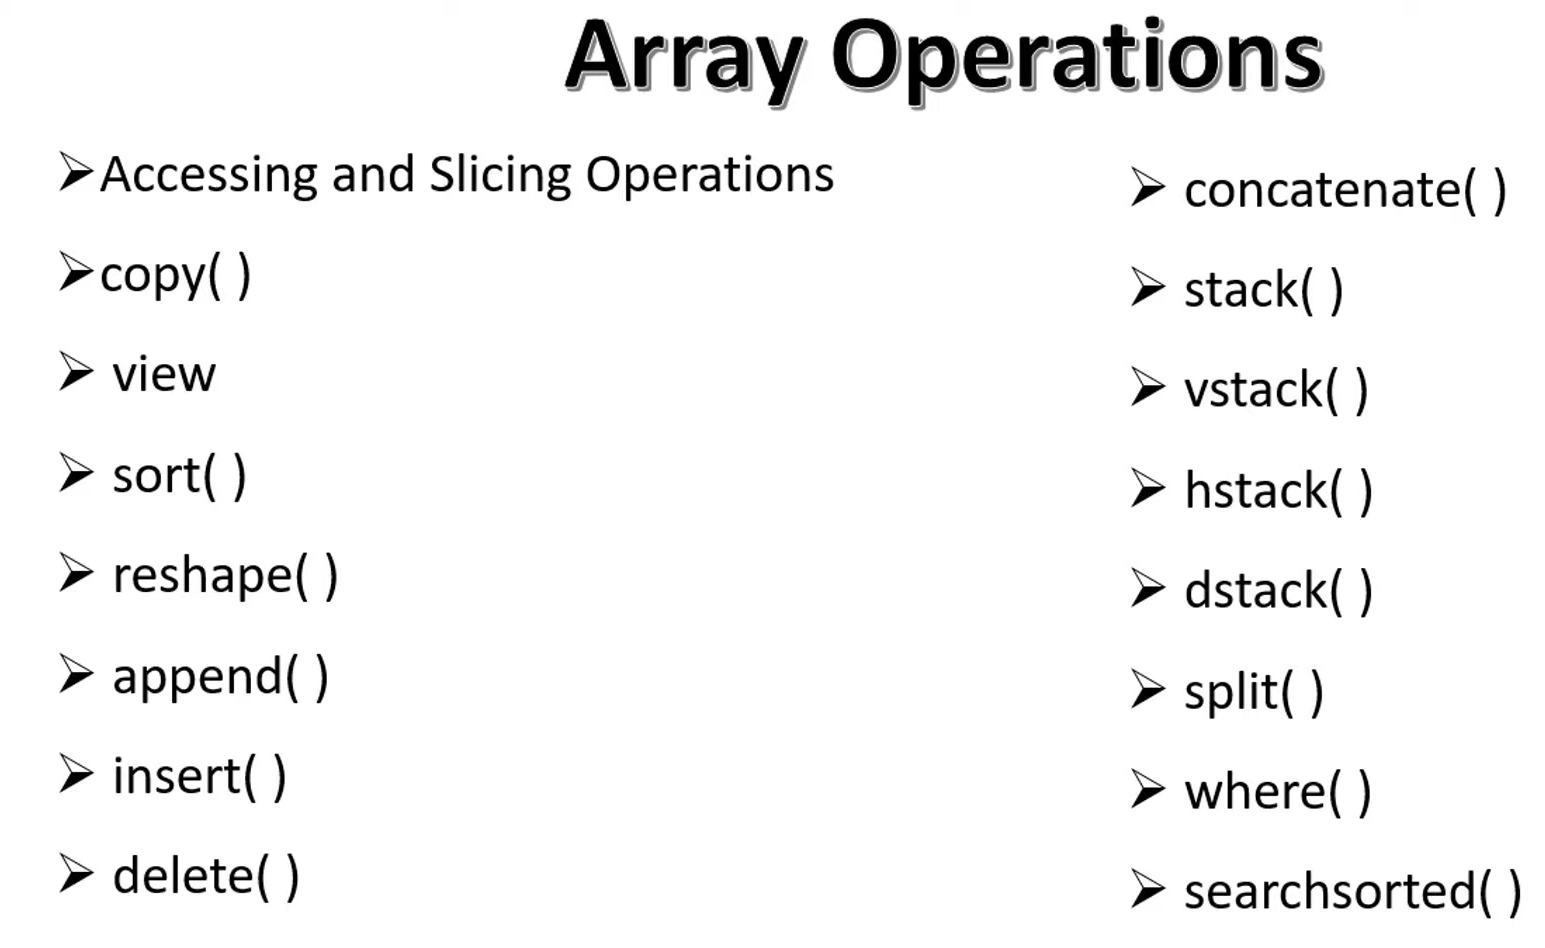 Array Operations
➢Accessing and Slicing Operations
➢copy( )
➢ view
➢ sort( )
➢ reshape( )
➢ append( )
➢ insert( )
➢ delete( )
➢ concatenate( )
➢ stack( )
➢ vstack( )
➢ hstack( )
➢ dstack( )
➢ split( )
➢ where( )
➢ searchsorted( )